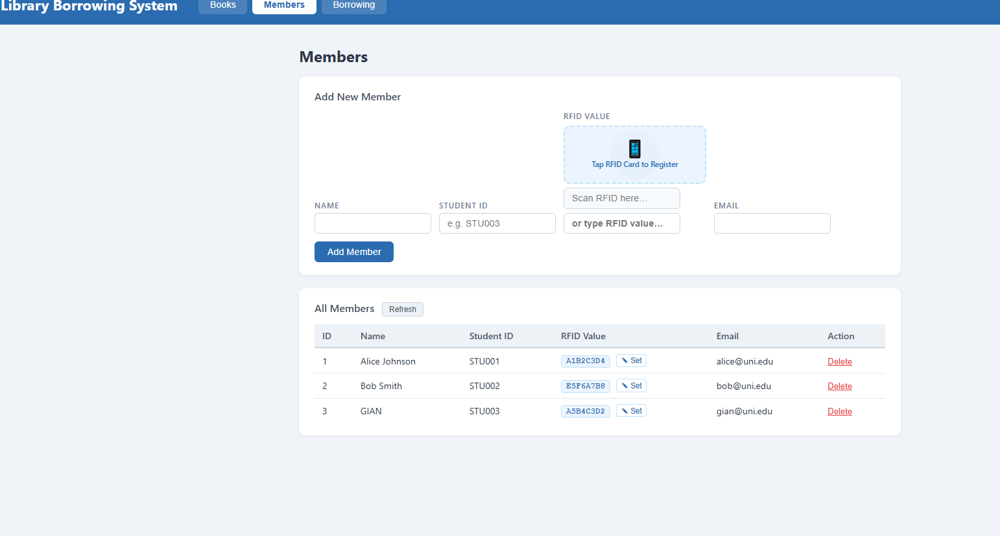 Library Borrowing System Books Members Borrowing
Members
Add New Member
RFID VALUE
Tap RFID Card to Register
Scan RFID here...
NAME STUDENT ID EMAIL
e.g. STU003 or type RFID value...
Add Member
All Members Refresh
ID Name Student ID RFID Value Email Action
1 Alice Johnson STU001 A1B2C3D4 Set alice@uni.edu Delete
2 Bob Smith STU002 E5F6A7B8 Set bob@uni.edu Delete
3 GIAN STU003 A5B4C3D2 Set gian@uni.edu Delete